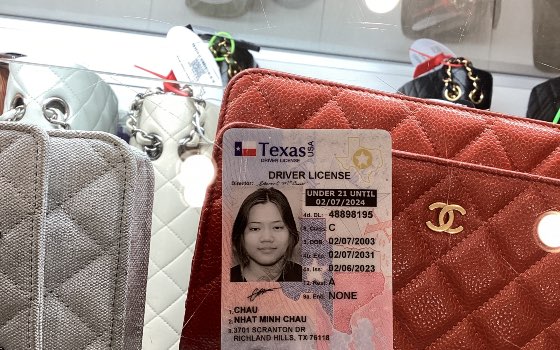 Texas USA
DRIVER LICENSE
DRIVER LICENSE
Director:
UNDER 21 UNTIL
02/07/2024
4d. DL: 48898195
9. Class: C
3. DOB: 02/07/2003
4b. Exp: 02/07/2031
4a. Iss: 02/06/2023
12. Rest: A
9a. End: NONE
1. CHAU
2. NHAT MINH CHAU
8. 3701 SCRANTON DR
RICHLAND HILLS, TX 76118